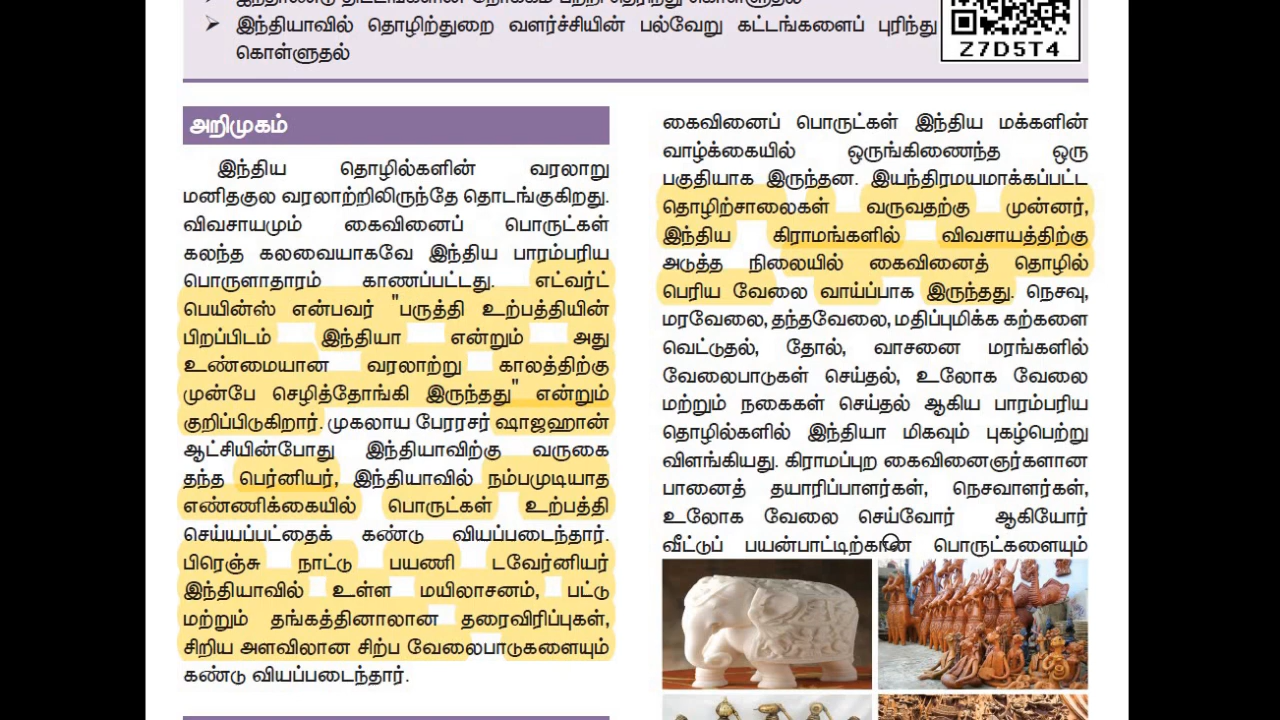 இந்தியாவில் தொழிற்துறை வளர்ச்சியின் பல்வேறு கட்டங்களைப் புரிந்து
கொள்ளுதல்
Z7D5T4
அறிமுகம்
இந்திய தொழில்களின் வரலாறு
மனிதகுல வரலாற்றிலிருந்தே தொடங்குகிறது.
விவசாயமும் கைவினைப் பொருட்கள்
கலந்த கலவையாகவே இந்திய பாரம்பரிய
பொருளாதாரம் காணப்பட்டது. எட்வர்ட்
பெயின்ஸ் என்பவர் "பருத்தி உற்பத்தியின்
பிறப்பிடம் இந்தியா என்றும் அது
உண்மையான வரலாற்று காலத்திற்கு
முன்பே செழித்தோங்கி இருந்தது" என்றும்
குறிப்பிடுகிறார். முகலாய பேரரசர் ஷாஜஹான்
ஆட்சியின்போது இந்தியாவிற்கு வருகை
தந்த பெர்னியர், இந்தியாவில் நம்பமுடியாத
எண்ணிக்கையில் பொருட்கள் உற்பத்தி
செய்யப்பட்டதைக் கண்டு வியப்படைந்தார்.
பிரெஞ்சு நாட்டு பயணி டவேர்னியர்
இந்தியாவில் உள்ள மயிலாசனம், பட்டு
மற்றும் தங்கத்தினாலான தரைவிரிப்புகள்,
சிறிய அளவிலான சிற்ப வேலைபாடுகளையும்
கண்டு வியப்படைந்தார்.
கைவினைப் பொருட்கள் இந்திய மக்களின்
வாழ்க்கையில் ஒருங்கிணைந்த ஒரு
பகுதியாக இருந்தன. இயந்திரமயமாக்கப்பட்ட
தொழிற்சாலைகள் வருவதற்கு முன்னர்,
இந்திய கிராமங்களில் விவசாயத்திற்கு
அடுத்த நிலையில் கைவினைத் தொழில்
பெரிய வேலை வாய்ப்பாக இருந்தது. நெசவு,
மரவேலை, தந்தவேலை, மதிப்புமிக்க கற்களை
வெட்டுதல், தோல், வாசனை மரங்களில்
வேலைபாடுகள் செய்தல், உலோக வேலை
மற்றும் நகைகள் செய்தல் ஆகிய பாரம்பரிய
தொழில்களில் இந்தியா மிகவும் புகழ்பெற்று
விளங்கியது. கிராமப்புற கைவினைஞர்களான
பானைத் தயாரிப்பாளர்கள், நெசவாளர்கள்,
உலோக வேலை செய்வோர் ஆகியோர்
வீட்டுப் பயன்பாட்டிற்கான பொருட்களையும்